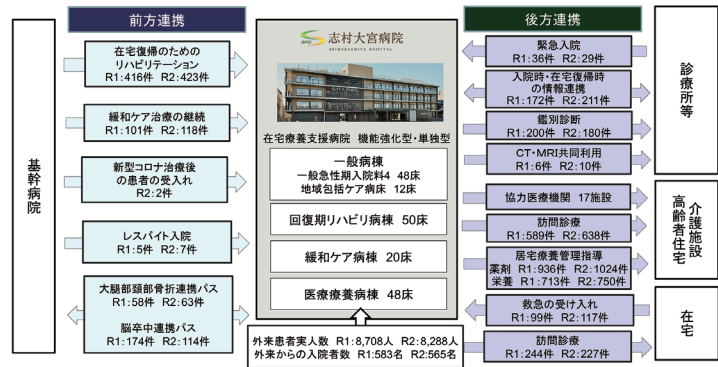 前方連携
基幹病院
在宅復帰のための
リハビリテーション
R1:416件 R2:423件
緩和ケア治療の継続
R1:101件 R2:118件
新型コロナ治療後
の患者の受入れ
R2:2件
レスパイト入院
R1:5件 R2:7件
大腿部頚部骨折連携パス
R1:58件 R2:63件
脳卒中連携パス
R1:174件 R2:114件
志村大宮病院
SHIMURAOMIYA HOSPITAL
在宅療養支援病院 機能強化型・単独型
一般病棟
一般急性期入院料4 48床
地域包括ケア病床 12床
回復期リハビリ病棟 50床
緩和ケア病棟 20床
医療療養病棟 48床
外来患者実人数 R1:8,708人 R2:8,288人
外来からの入院者数 R1:583名 R2:565名
後方連携
緊急入院
R1:36件 R2:29件
入院時・在宅復帰時
の情報連携
R1:172件 R2:211件
鑑別診断
R1:200件 R2:180件
CT・MRI共同利用
R1:6件 R2:10件
診療所等
協力医療機関 17施設
訪問診療
R1:589件 R2:638件
居宅療養管理指導
薬剤 R1:936件 R2:1024件
栄養 R1:713件 R2:750件
介護施設
高齢者住宅
救急の受け入れ
R1:99件 R2:117件
訪問診療
R1:244件 R2:227件
在宅